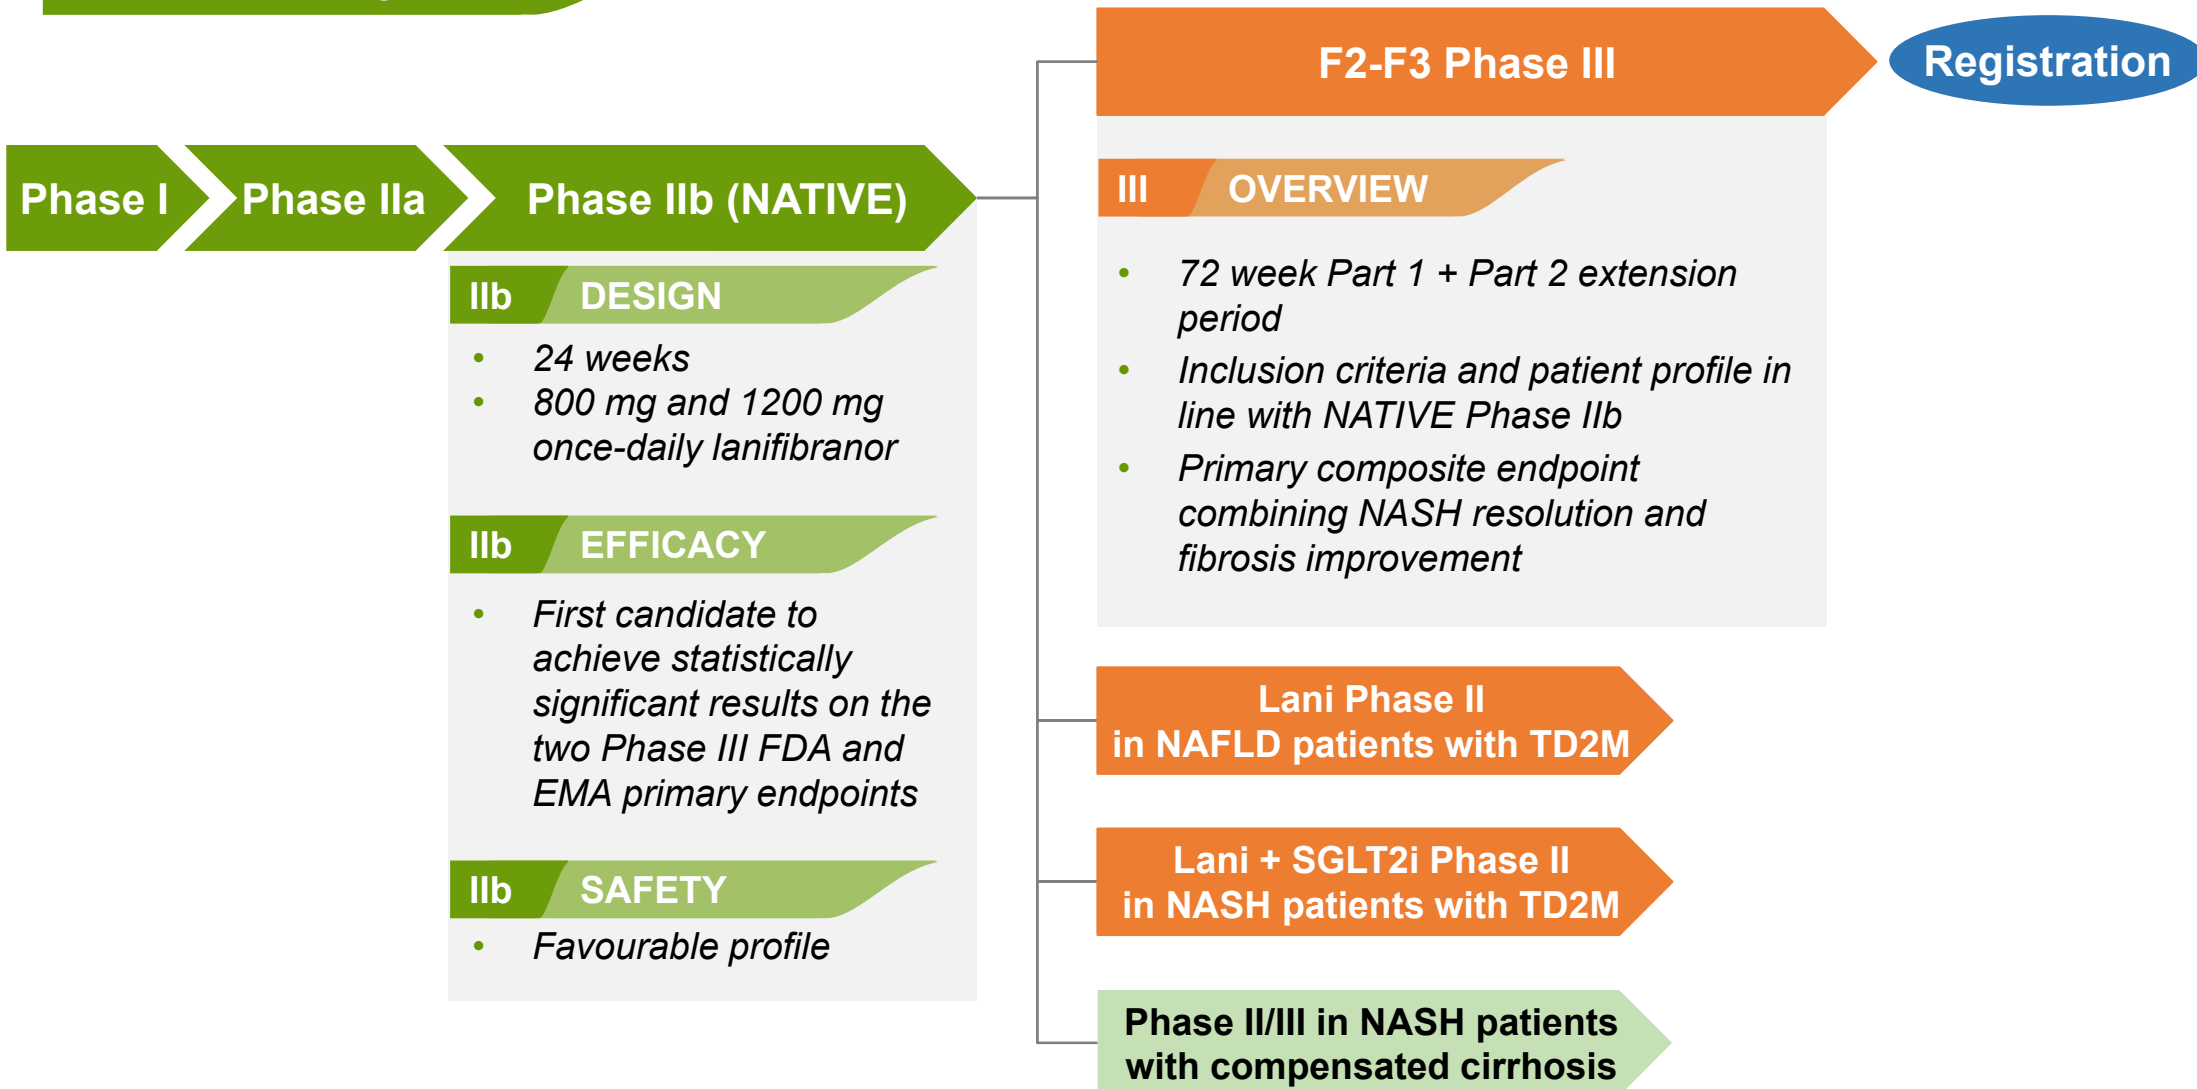 Phase I
Phase IIa
Phase IIb (NATIVE)
IIb
DESIGN
• 24 weeks
• 800 mg and 1200 mg
once-daily lanifibranor
IIb
EFFICACY
• First candidate to
achieve statistically
significant results on the
two Phase III FDA and
EMA primary endpoints
IIb
SAFETY
• Favourable profile
F2-F3 Phase III
Registration
III
OVERVIEW
• 72 week Part 1 + Part 2 extension
period
• Inclusion criteria and patient profile in
line with NATIVE Phase IIb
• Primary composite endpoint
combining NASH resolution and
fibrosis improvement
Lani Phase II
in NAFLD patients with TD2M
Lani + SGLT2i Phase II
in NASH patients with TD2M
Phase II/III in NASH patients
with compensated cirrhosis